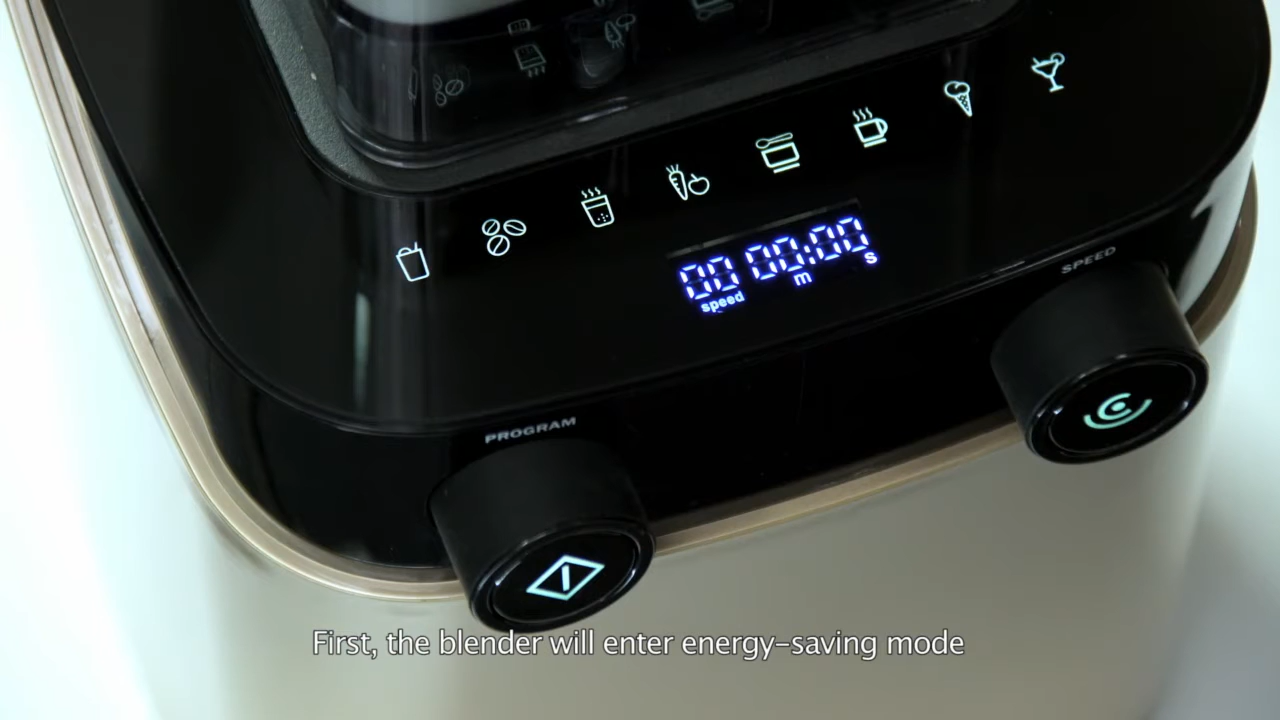 00 00:00
speed m s
SPEED
PROGRAM
First, the blender will enter energy-saving mode